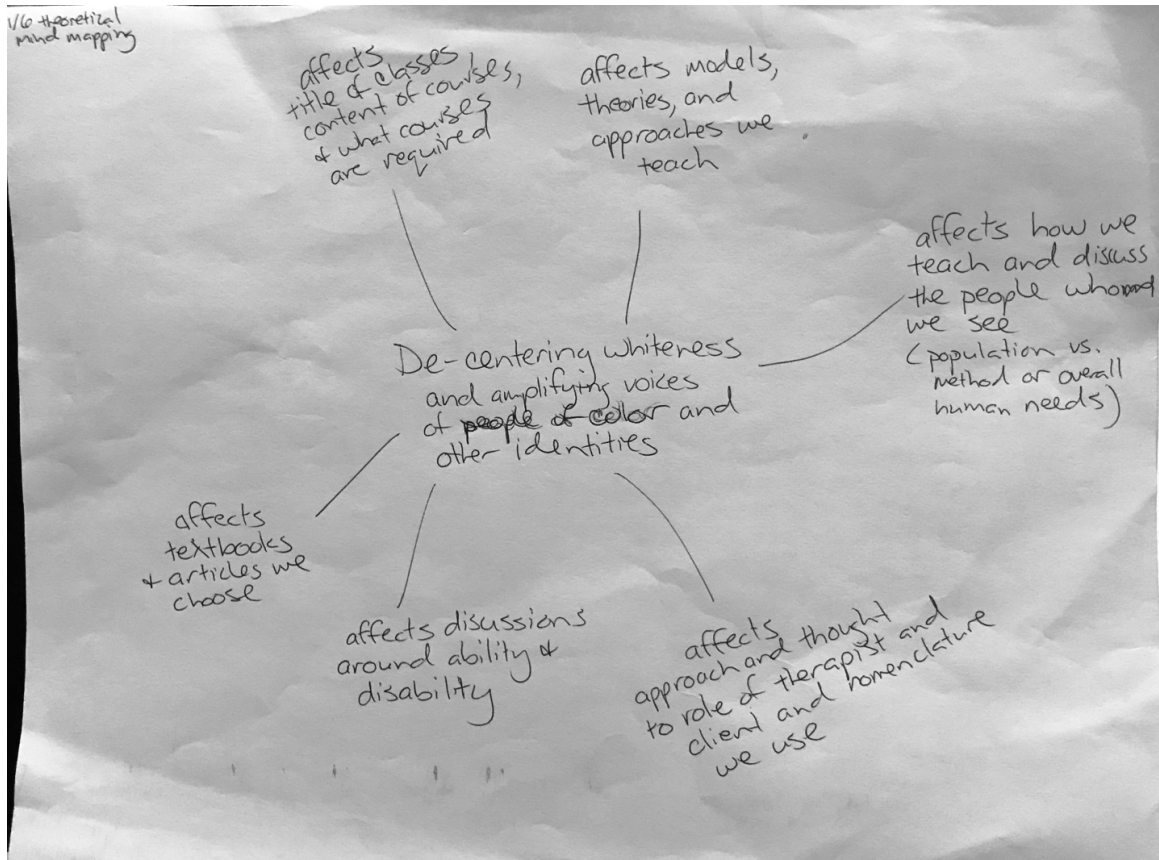 1/6 theoretical
mind mapping
affects
title of classes,
content of courses,
+ what courses
are required
affects models,
theories, and
approaches we
teach
affects how we
teach and discuss
the people whom
we see
(population vs.
method or overall
human needs)
De-centering whiteness
and amplifying voices
of people of color and
other identities
affects
textbooks
+ articles we
choose
affects discussions
around ability +
disability
affects
approach and thought
to role of therapist and
client and nomenclature
we use